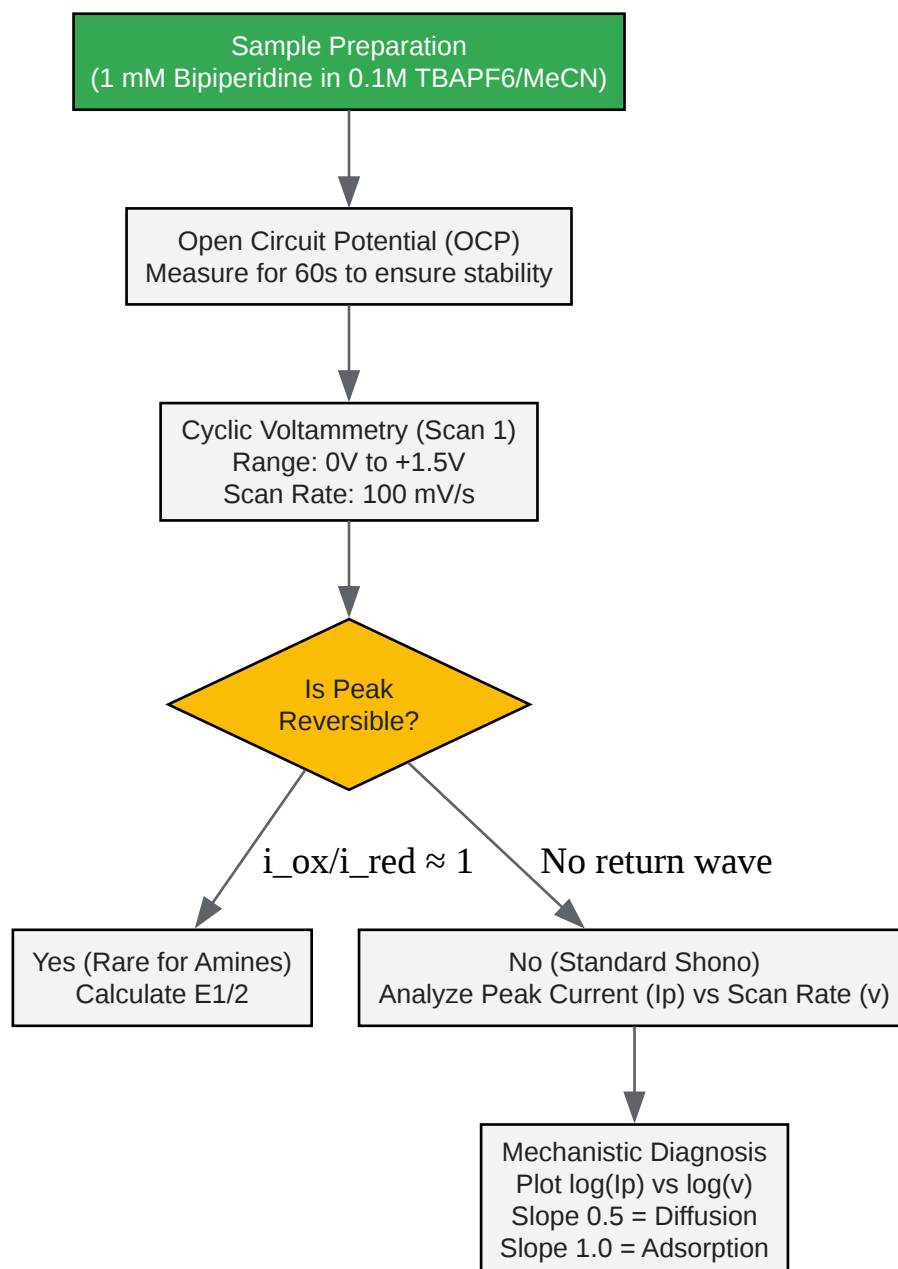 Sample Preparation
(1 mM Bipiperidine in 0.1M TBAPF6/MeCN)
Open Circuit Potential (OCP)
Measure for 60s to ensure stability
Cyclic Voltammetry (Scan 1)
Range: 0V to +1.5V
Scan Rate: 100 mV/s
Is Peak
Reversible?
i_ox/i_red ≈ 1
No return wave
Yes (Rare for Amines)
Calculate E1/2
No (Standard Shono)
Analyze Peak Current (Ip) vs Scan Rate (v)
Mechanistic Diagnosis
Plot log(Ip) vs log(v)
Slope 0.5 = Diffusion
Slope 1.0 = Adsorption